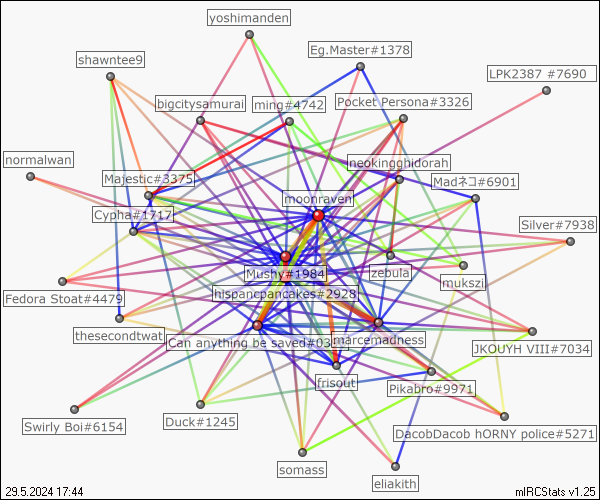 yoshimanden
Eg.Master#1378
shawntee9
LPK2387 #7690
bigcitysamurai
ming#4742
Pocket Persona#3326
normalwan
neokingghidorah
Majestic#3375
Madネコ#6901
moonraven
Cypha#1717
Silver#7938
Mushy#1984
zebula
mukszi
Fedora Stoat#4479
hispancpancakes#2928
thesecondtwat
Can anything be saved#03
marcemadness
JKOUYH VIII#7034
frisout
Pikabro#9971
Swirly Boi#6154
Duck#1245
DacobDacob hORNY police#5271
somass
eliakith
29.5.2024 17:44
mIRCStats v1.25